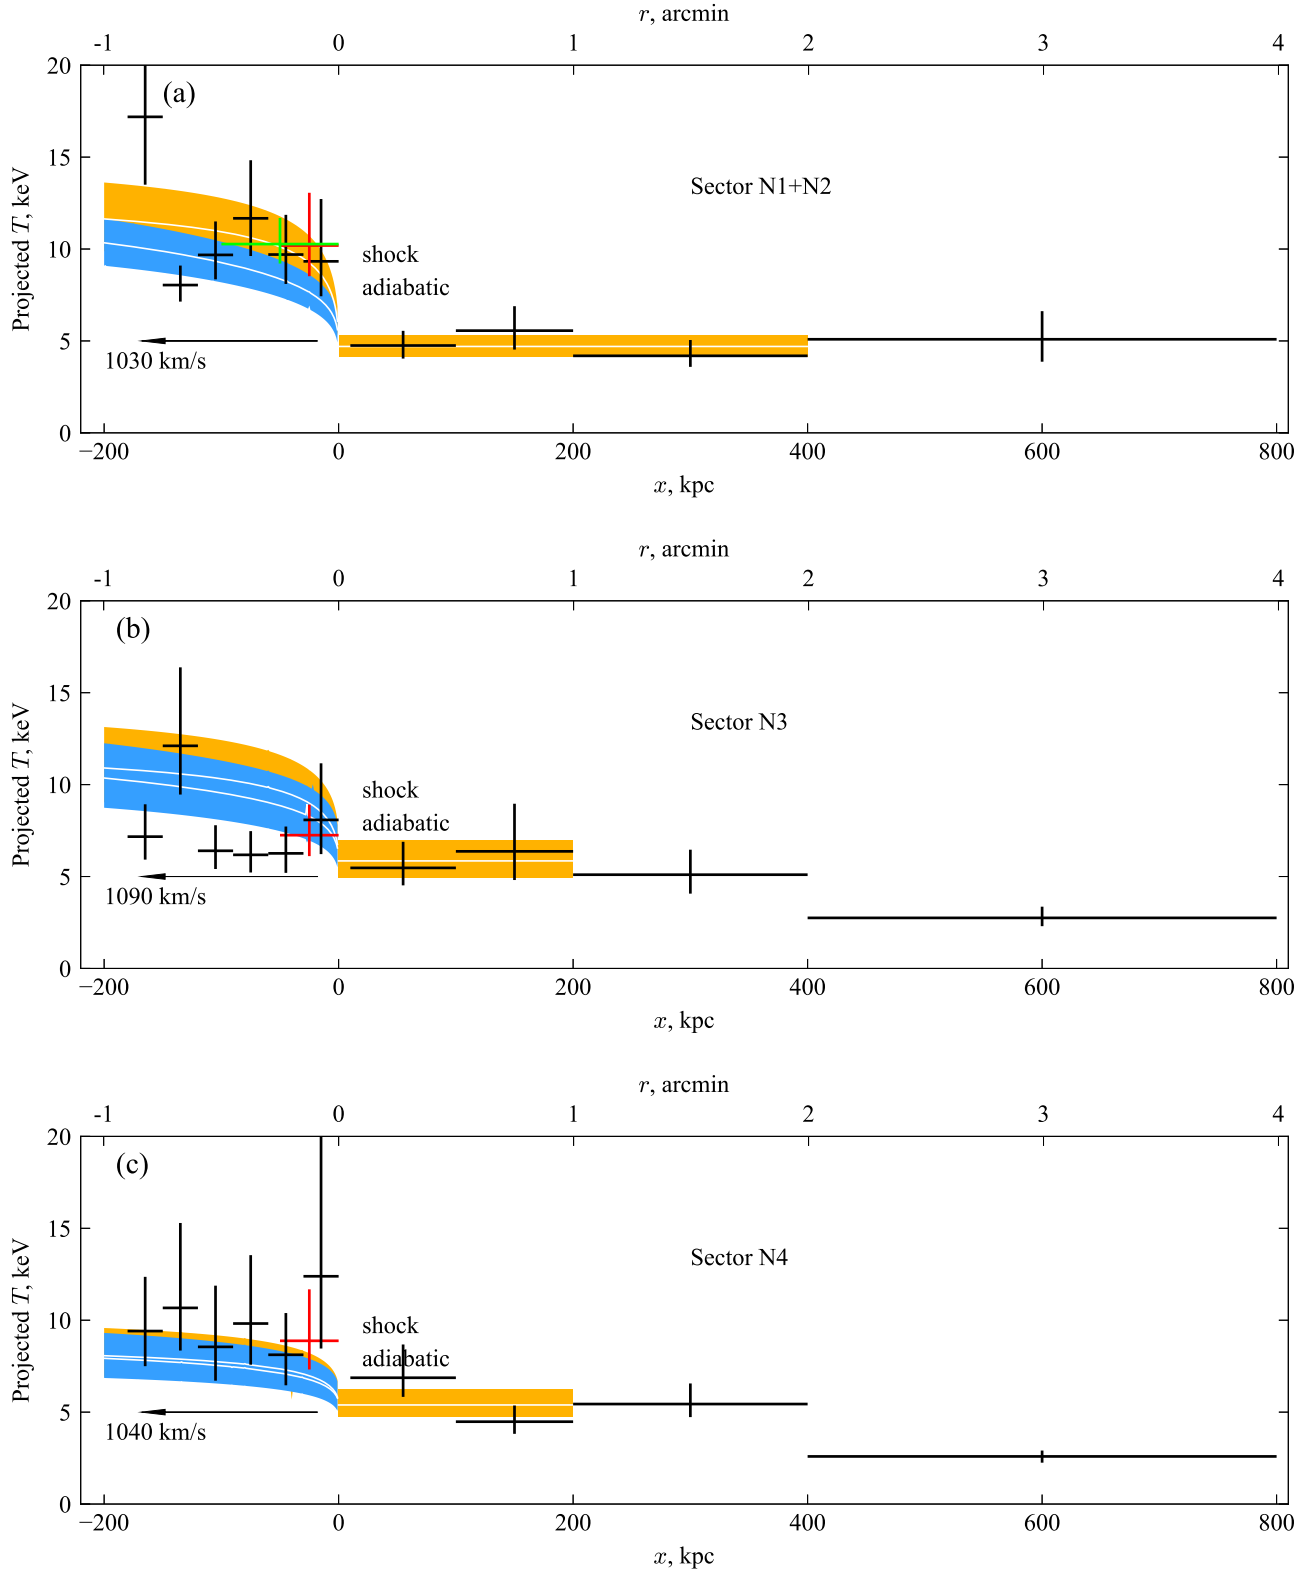 r, arcmin
-1 0 1 2 3 4
20
(a)
15
Sector N1+N2
Projected T, keV
10
shock
adiabatic
5
1030 km/s
0
−200 0 200 400 600 800
x, kpc
r, arcmin
-1 0 1 2 3 4
20
(b)
15
Sector N3
Projected T, keV
10
shock
adiabatic
5
1090 km/s
0
−200 0 200 400 600 800
x, kpc
r, arcmin
-1 0 1 2 3 4
20
(c)
15
Sector N4
Projected T, keV
10
shock
adiabatic
5
1040 km/s
0
−200 0 200 400 600 800
x, kpc